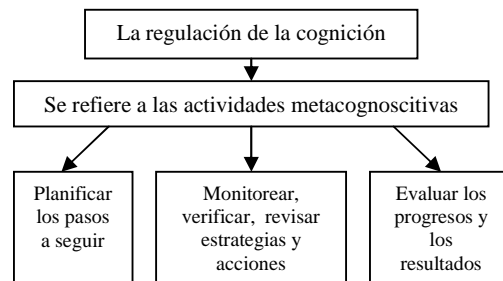 La regulación de la cognición
Se refiere a las actividades metacognoscitivas
Planificar
los pasos
a seguir
Monitorear,
verificar, revisar
estrategias y
acciones
Evaluar los
progresos y
los
resultados